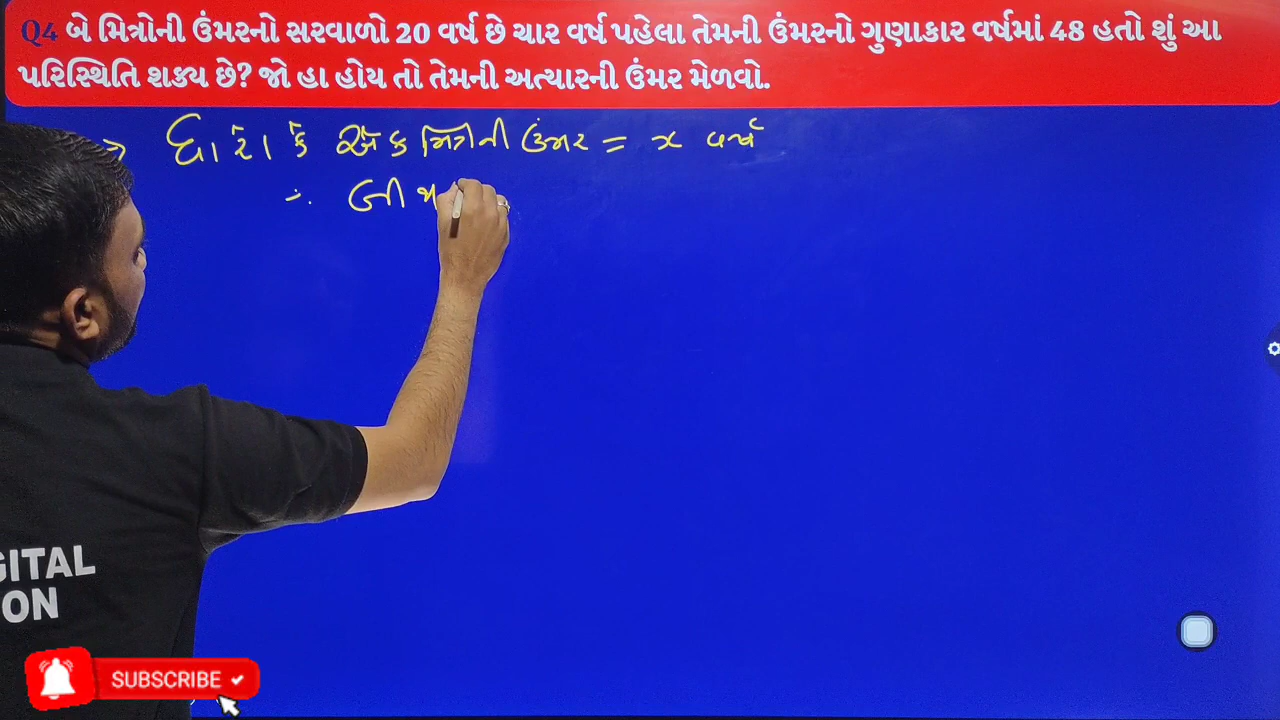 Q4 બે મિત્રોની ઉંમરનો સરવાળો 20 વર્ષ છે ચાર વર્ષ પહેલા તેમની ઉંમરનો ગુણાકાર વર્ષમાં 48 હતો શું આ
પરિસ્થિતિ શક્ય છે? જો હા હોય તો તેમની અત્યારની ઉંમર મેળવો.
→ ધારો કે એક મિત્રની ઉંમર = x વર્ષ
∴ બીજ
GITAL
ON
SUBSCRIBE